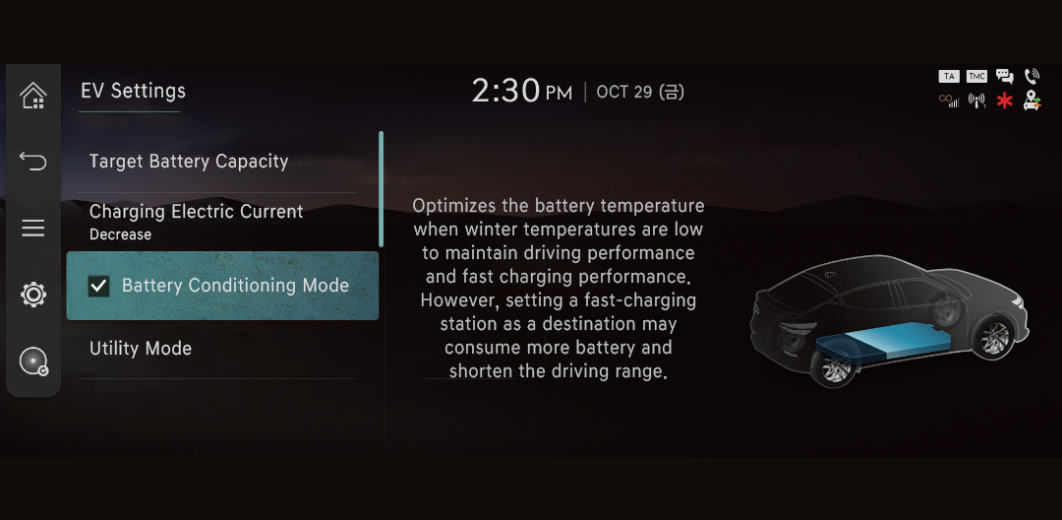 EV Settings
2:30 PM | OCT 29 (금)
TA TMC
Target Battery Capacity
Charging Electric Current
Decrease
Battery Conditioning Mode
Utility Mode
Optimizes the battery temperature
when winter temperatures are low
to maintain driving performance
and fast charging performance.
However, setting a fast-charging
station as a destination may
consume more battery and
shorten the driving range.